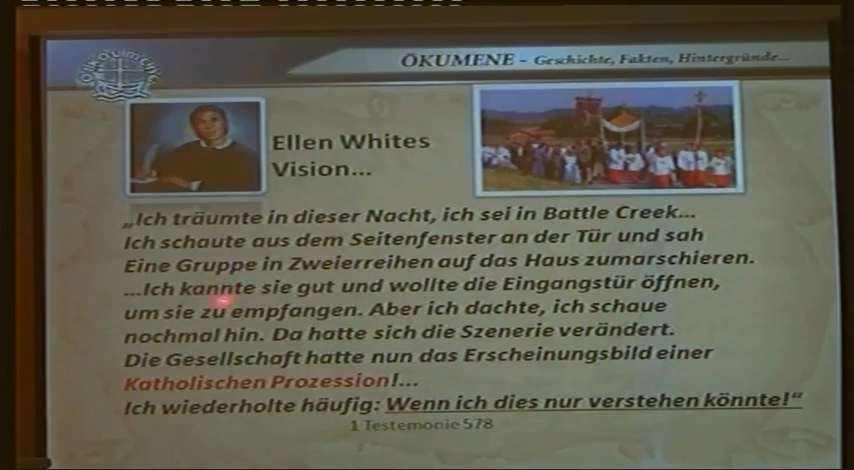 ÖKUMENE - Geschichte, Fakten, Hintergründe...
Ellen Whites
Vision...
„Ich träumte in dieser Nacht, ich sei in Battle Creek...
Ich schaute aus dem Seitenfenster an der Tür und sah
Eine Gruppe in Zweierreihen auf das Haus zumarschieren.
...Ich kannte sie gut und wollte die Eingangstür öffnen,
um sie zu empfangen. Aber ich dachte, ich schaue
nochmal hin. Da hatte sich die Szenerie verändert.
Die Gesellschaft hatte nun das Erscheinungsbild einer
Katholischen Prozession!...
Ich wiederholte häufig: Wenn ich dies nur verstehen könnte!“
1 Testemonie 578